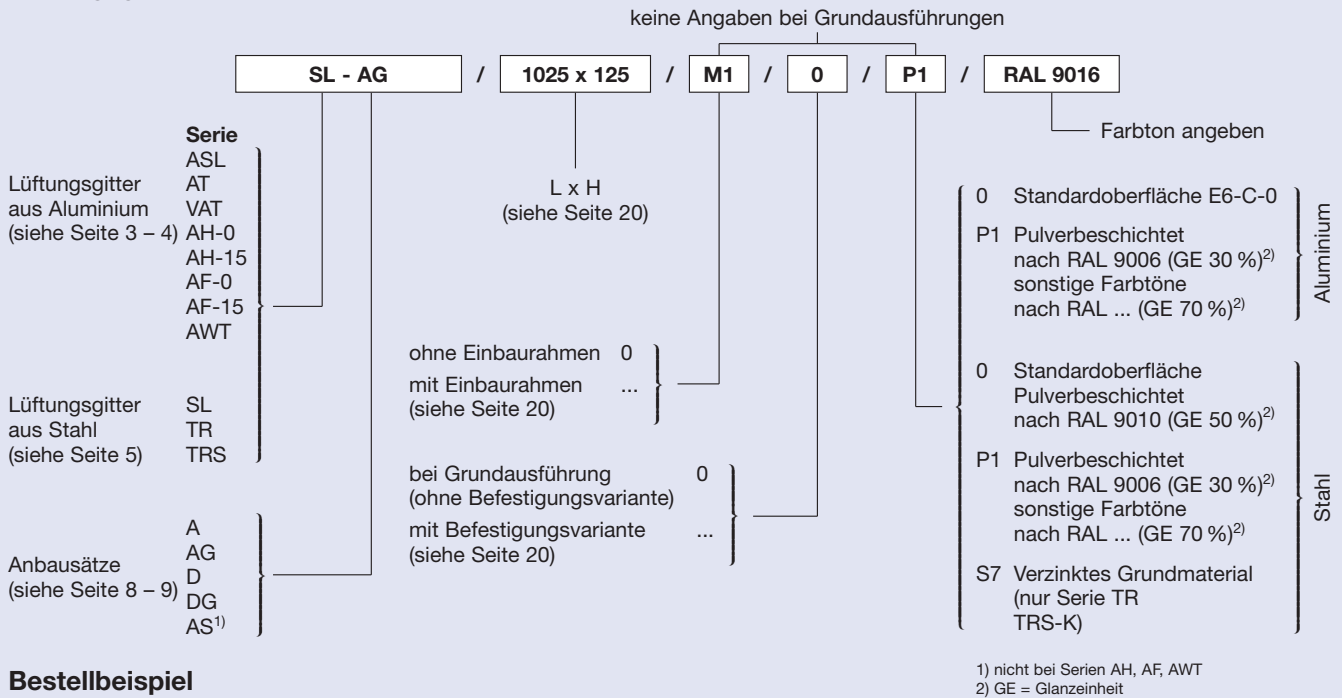 keine Angaben bei Grundausführungen
SL - AG / 1025 x 125 / M1 / 0 / P1 / RAL 9016
Farbton angeben
L x H
(siehe Seite 20)
Serie
Lüftungsgitter
aus Aluminium
(siehe Seite 3 – 4)
ASL
AT
VAT
AH-0
AH-15
AF-0
AF-15
AWT
Lüftungsgitter
aus Stahl
(siehe Seite 5)
SL
TR
TRS
Anbausätze
(siehe Seite 8 – 9)
A
AG
D
DG
AS1)
ohne Einbaurahmen 0
mit Einbaurahmen ...
(siehe Seite 20)
bei Grundausführung 0
(ohne Befestigungsvariante)
mit Befestigungsvariante ...
(siehe Seite 20)
0 Standardoberfläche E6-C-0
P1 Pulverbeschichtet
nach RAL 9006 (GE 30 %)2)
sonstige Farbtöne
nach RAL ... (GE 70 %)2)
Aluminium
0 Standardoberfläche
Pulverbeschichtet
nach RAL 9010 (GE 50 %)2)
P1 Pulverbeschichtet
nach RAL 9006 (GE 30 %)2)
sonstige Farbtöne
nach RAL ... (GE 70 %)2)
S7 Verzinktes Grundmaterial
(nur Serie TR
TRS-K)
Stahl
Bestellbeispiel
1) nicht bei Serien AH, AF, AWT
2) GE = Glanzeinheit